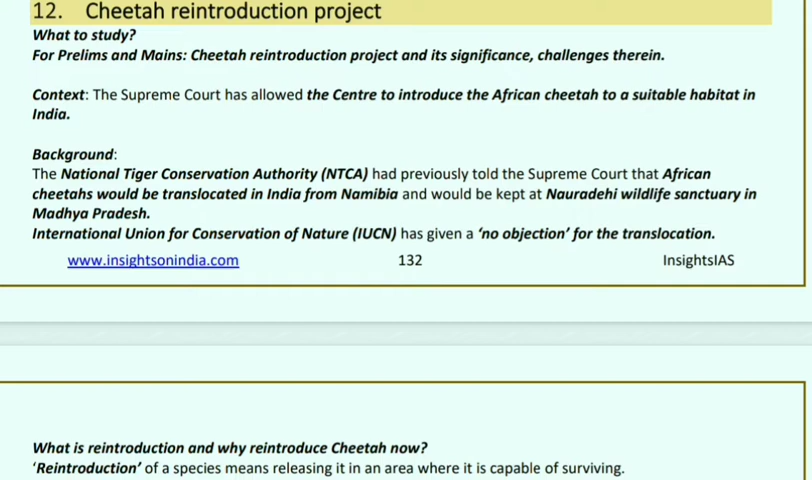 12. Cheetah reintroduction project
What to study?
For Prelims and Mains: Cheetah reintroduction project and its significance, challenges therein.
Context: The Supreme Court has allowed the Centre to introduce the African cheetah to a suitable habitat in
India.
Background:
The National Tiger Conservation Authority (NTCA) had previously told the Supreme Court that African
cheetahs would be translocated in India from Namibia and would be kept at Nauradehi wildlife sanctuary in
Madhya Pradesh.
International Union for Conservation of Nature (IUCN) has given a ‘no objection’ for the translocation.
www.insightsonindia.com 132 InsightsIAS
What is reintroduction and why reintroduce Cheetah now?
‘Reintroduction’ of a species means releasing it in an area where it is capable of surviving.